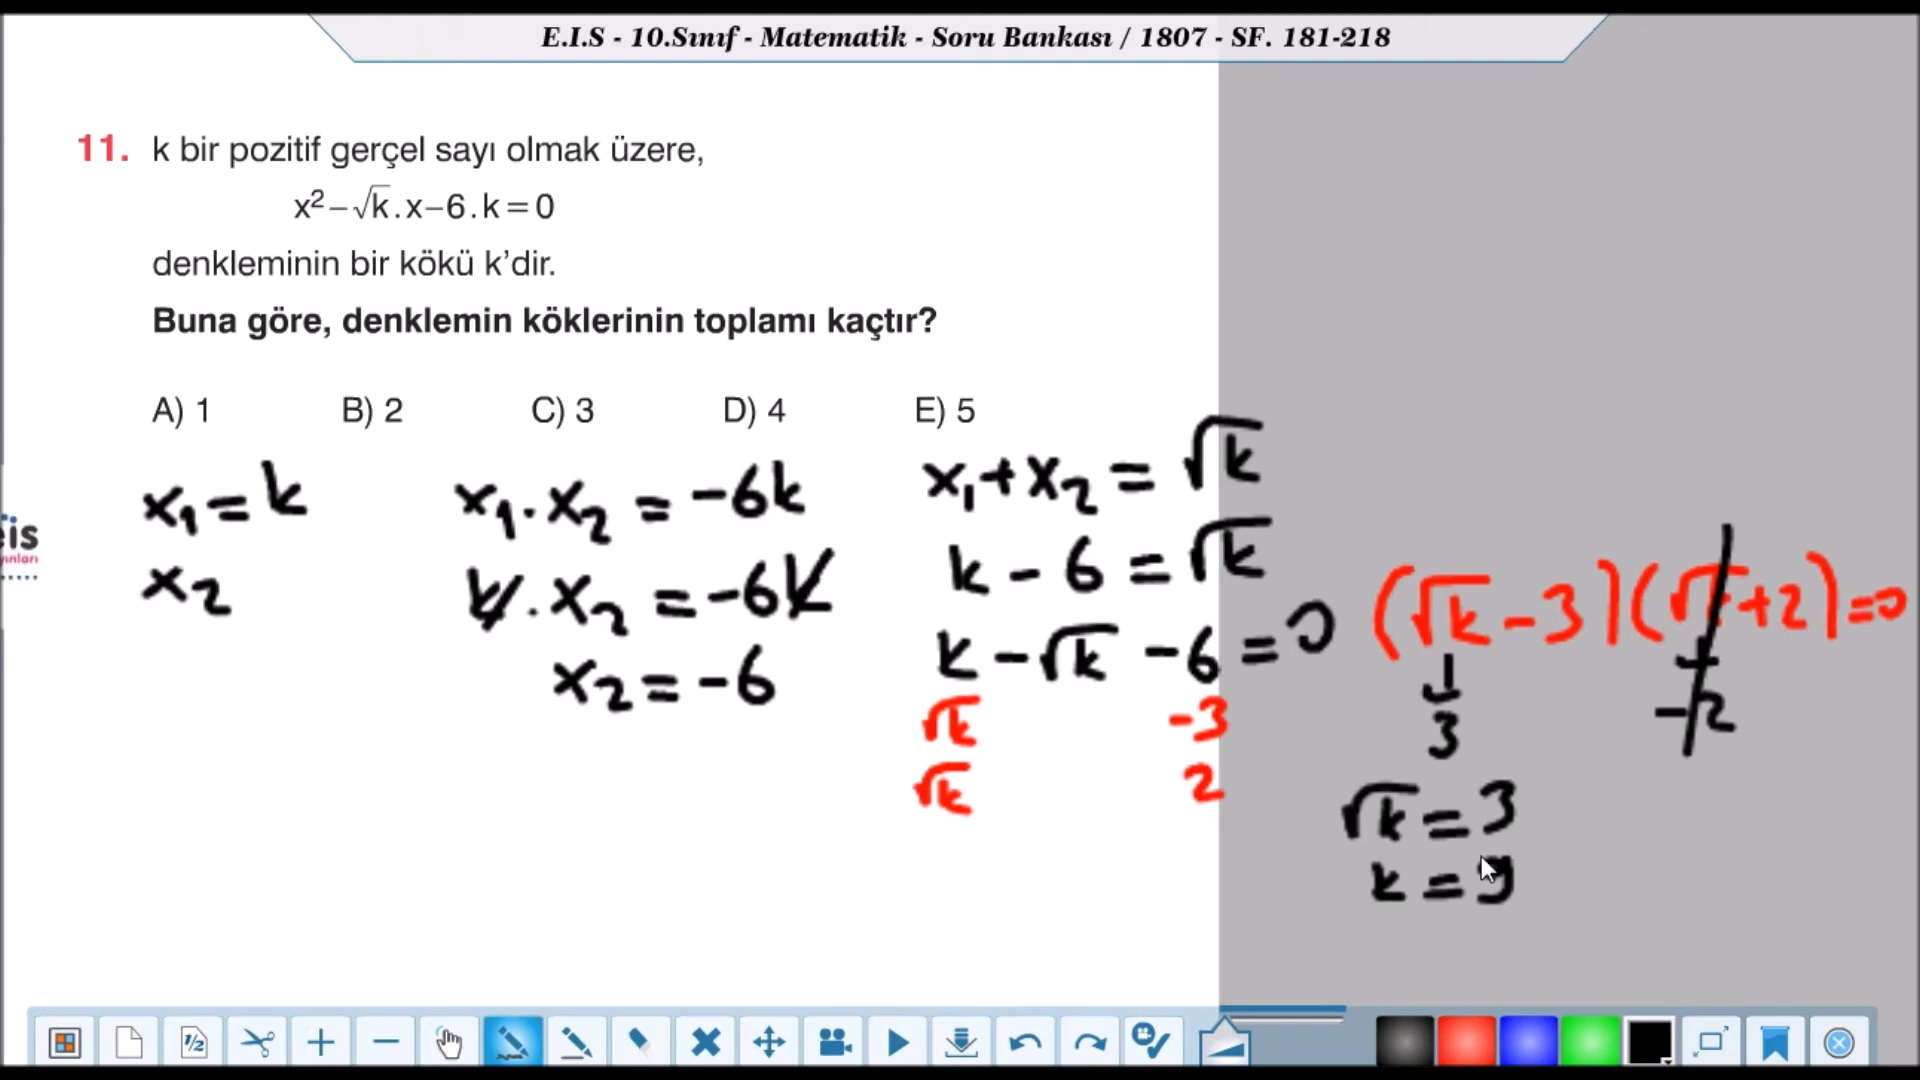 E.I.S - 10.Sınıf - Matematik - Soru Bankası / 1807 - SF. 181-218
11. k bir pozitif gerçel sayı olmak üzere,
x² – √k . x – 6 . k = 0
denkleminin bir kökü k'dir.
Buna göre, denklemin köklerinin toplamı kaçtır?
A) 1 B) 2 C) 3 D) 4 E) 5
x₁ = k
x₂
x₁ . x₂ = -6k
k . x₂ = -6k
x₂ = -6
x₁ + x₂ = √k
k - 6 = √k
k - √k - 6 = 0
√k -3
√k 2
(√k - 3)(√k + 2) = 0
3 -2
√k = 3
k = 9
eis
1/2